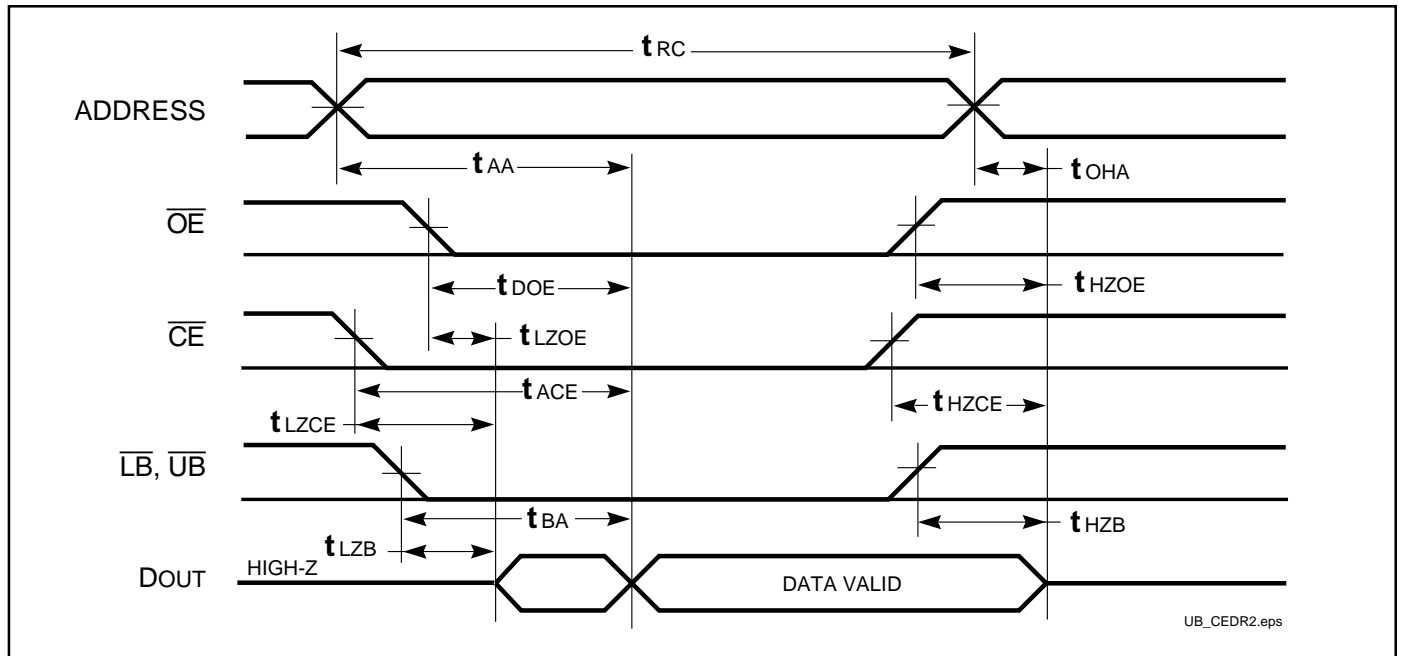 tRC
ADDRESS
tAA
tOHA
OE
tDOE
tHZOE
CE
tLZOE
tACE
tHZCE
tLZCE
LB, UB
tBA
tHZB
tLZB
DOUT
HIGH-Z
DATA VALID
UB_CEDR2.eps